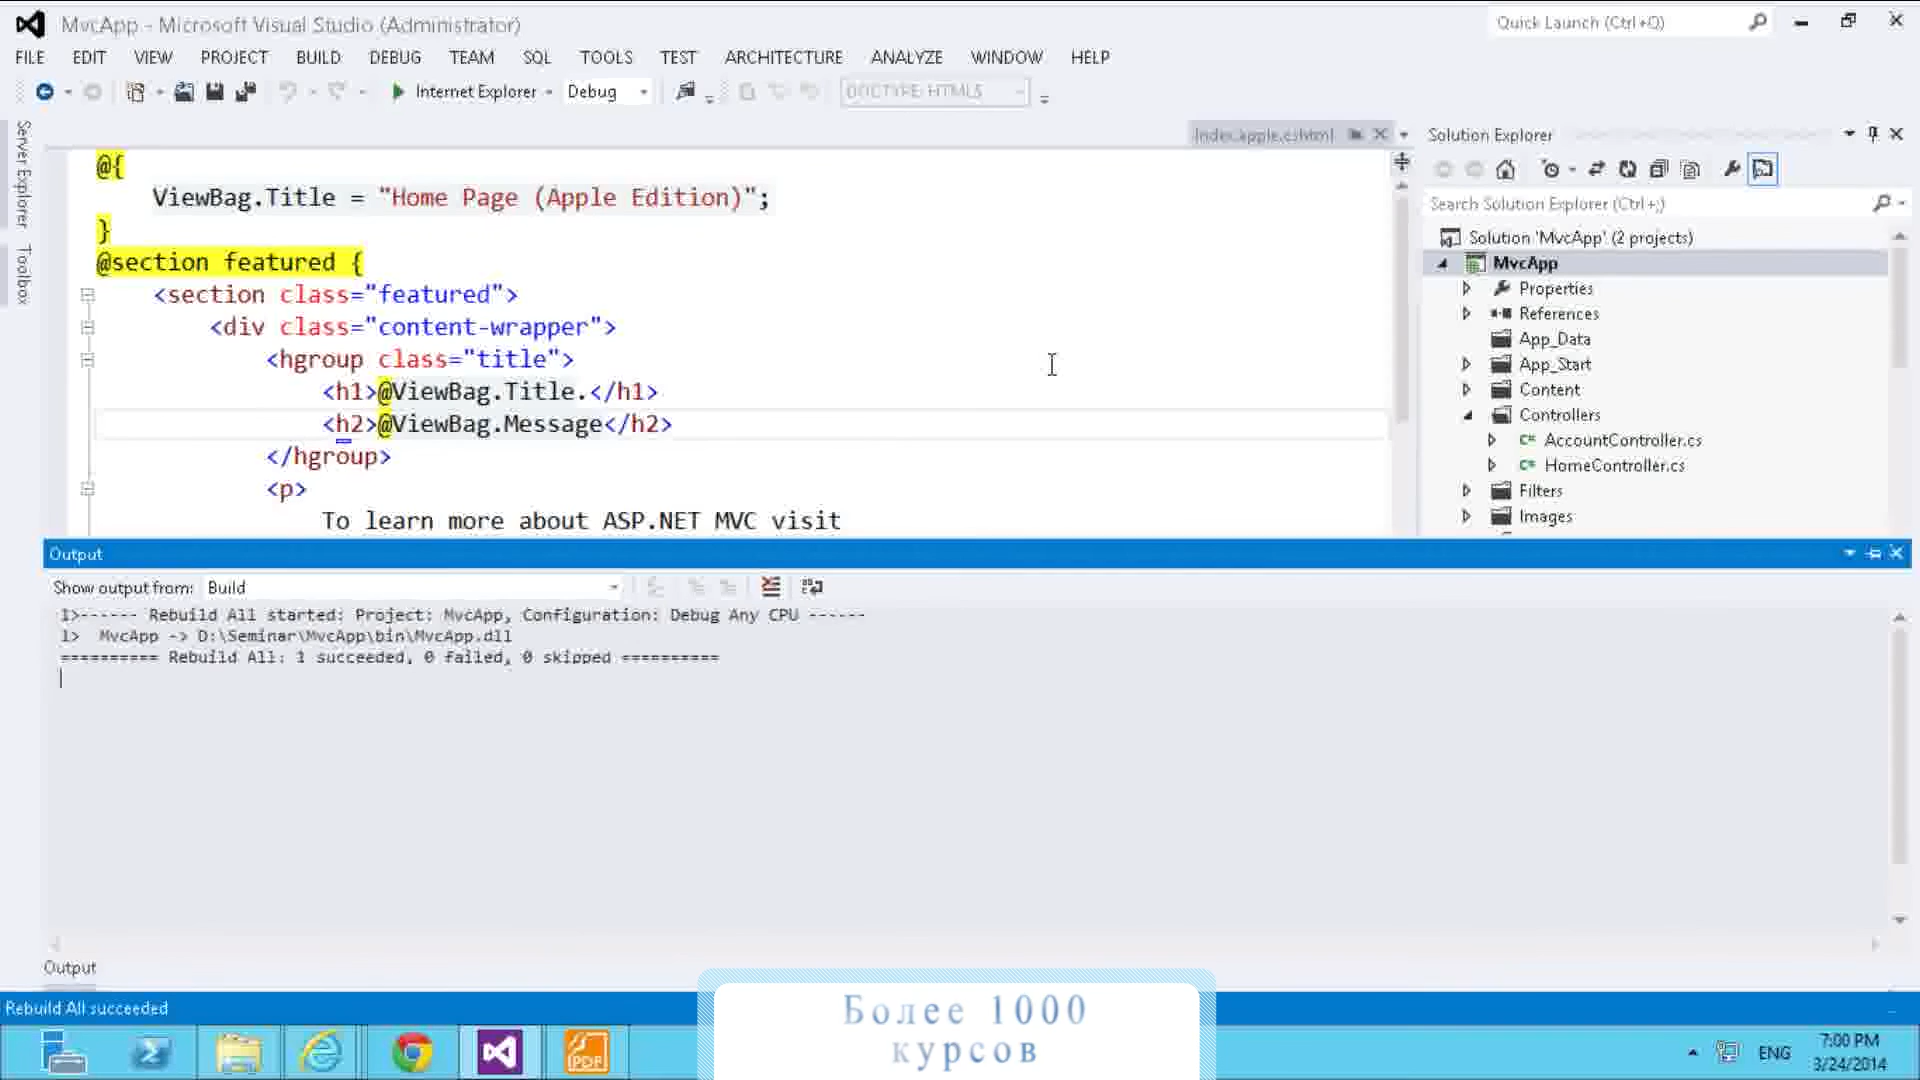 MvcApp - Microsoft Visual Studio (Administrator)
Quick Launch (Ctrl+Q)
FILE EDIT VIEW PROJECT BUILD DEBUG TEAM SQL TOOLS TEST ARCHITECTURE ANALYZE WINDOW HELP
Internet Explorer Debug DOCTYPE: HTML5
Server Explorer
Toolbox
Index.apple.cshtml
@{
ViewBag.Title = "Home Page (Apple Edition)";
}
@section featured {
<section class="featured">
<div class="content-wrapper">
<hgroup class="title">
<h1>@ViewBag.Title.</h1>
<h2>@ViewBag.Message</h2>
</hgroup>
<p>
To learn more about ASP.NET MVC visit
Solution Explorer
Search Solution Explorer (Ctrl+;)
Solution 'MvcApp' (2 projects)
MvcApp
Properties
References
App_Data
App_Start
Content
Controllers
C# AccountController.cs
C# HomeController.cs
Filters
Images
Output
Show output from: Build
1>------ Rebuild All started: Project: MvcApp, Configuration: Debug Any CPU ------
1>  MvcApp -> D:\Seminar\MvcApp\bin\MvcApp.dll
========== Rebuild All: 1 succeeded, 0 failed, 0 skipped ==========
Output
Rebuild All succeeded
Более 1000
курсов
PDF
ENG
7:00 PM
3/24/2014